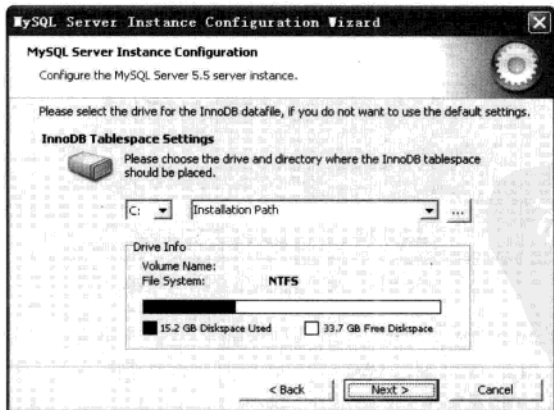 MySQL Server Instance Configuration Wizard
MySQL Server Instance Configuration
Configure the MySQL Server 5.5 server instance.
Please select the drive for the InnoDB datafile, if you do not want to use the default settings.
InnoDB Tablespace Settings
Please choose the drive and directory where the InnoDB tablespace
should be placed.
C: Installation Path ...
Drive Info
Volume Name:
File System: NTFS
15.2 GB Diskspace Used 33.7 GB Free Diskspace
< Back Next > Cancel